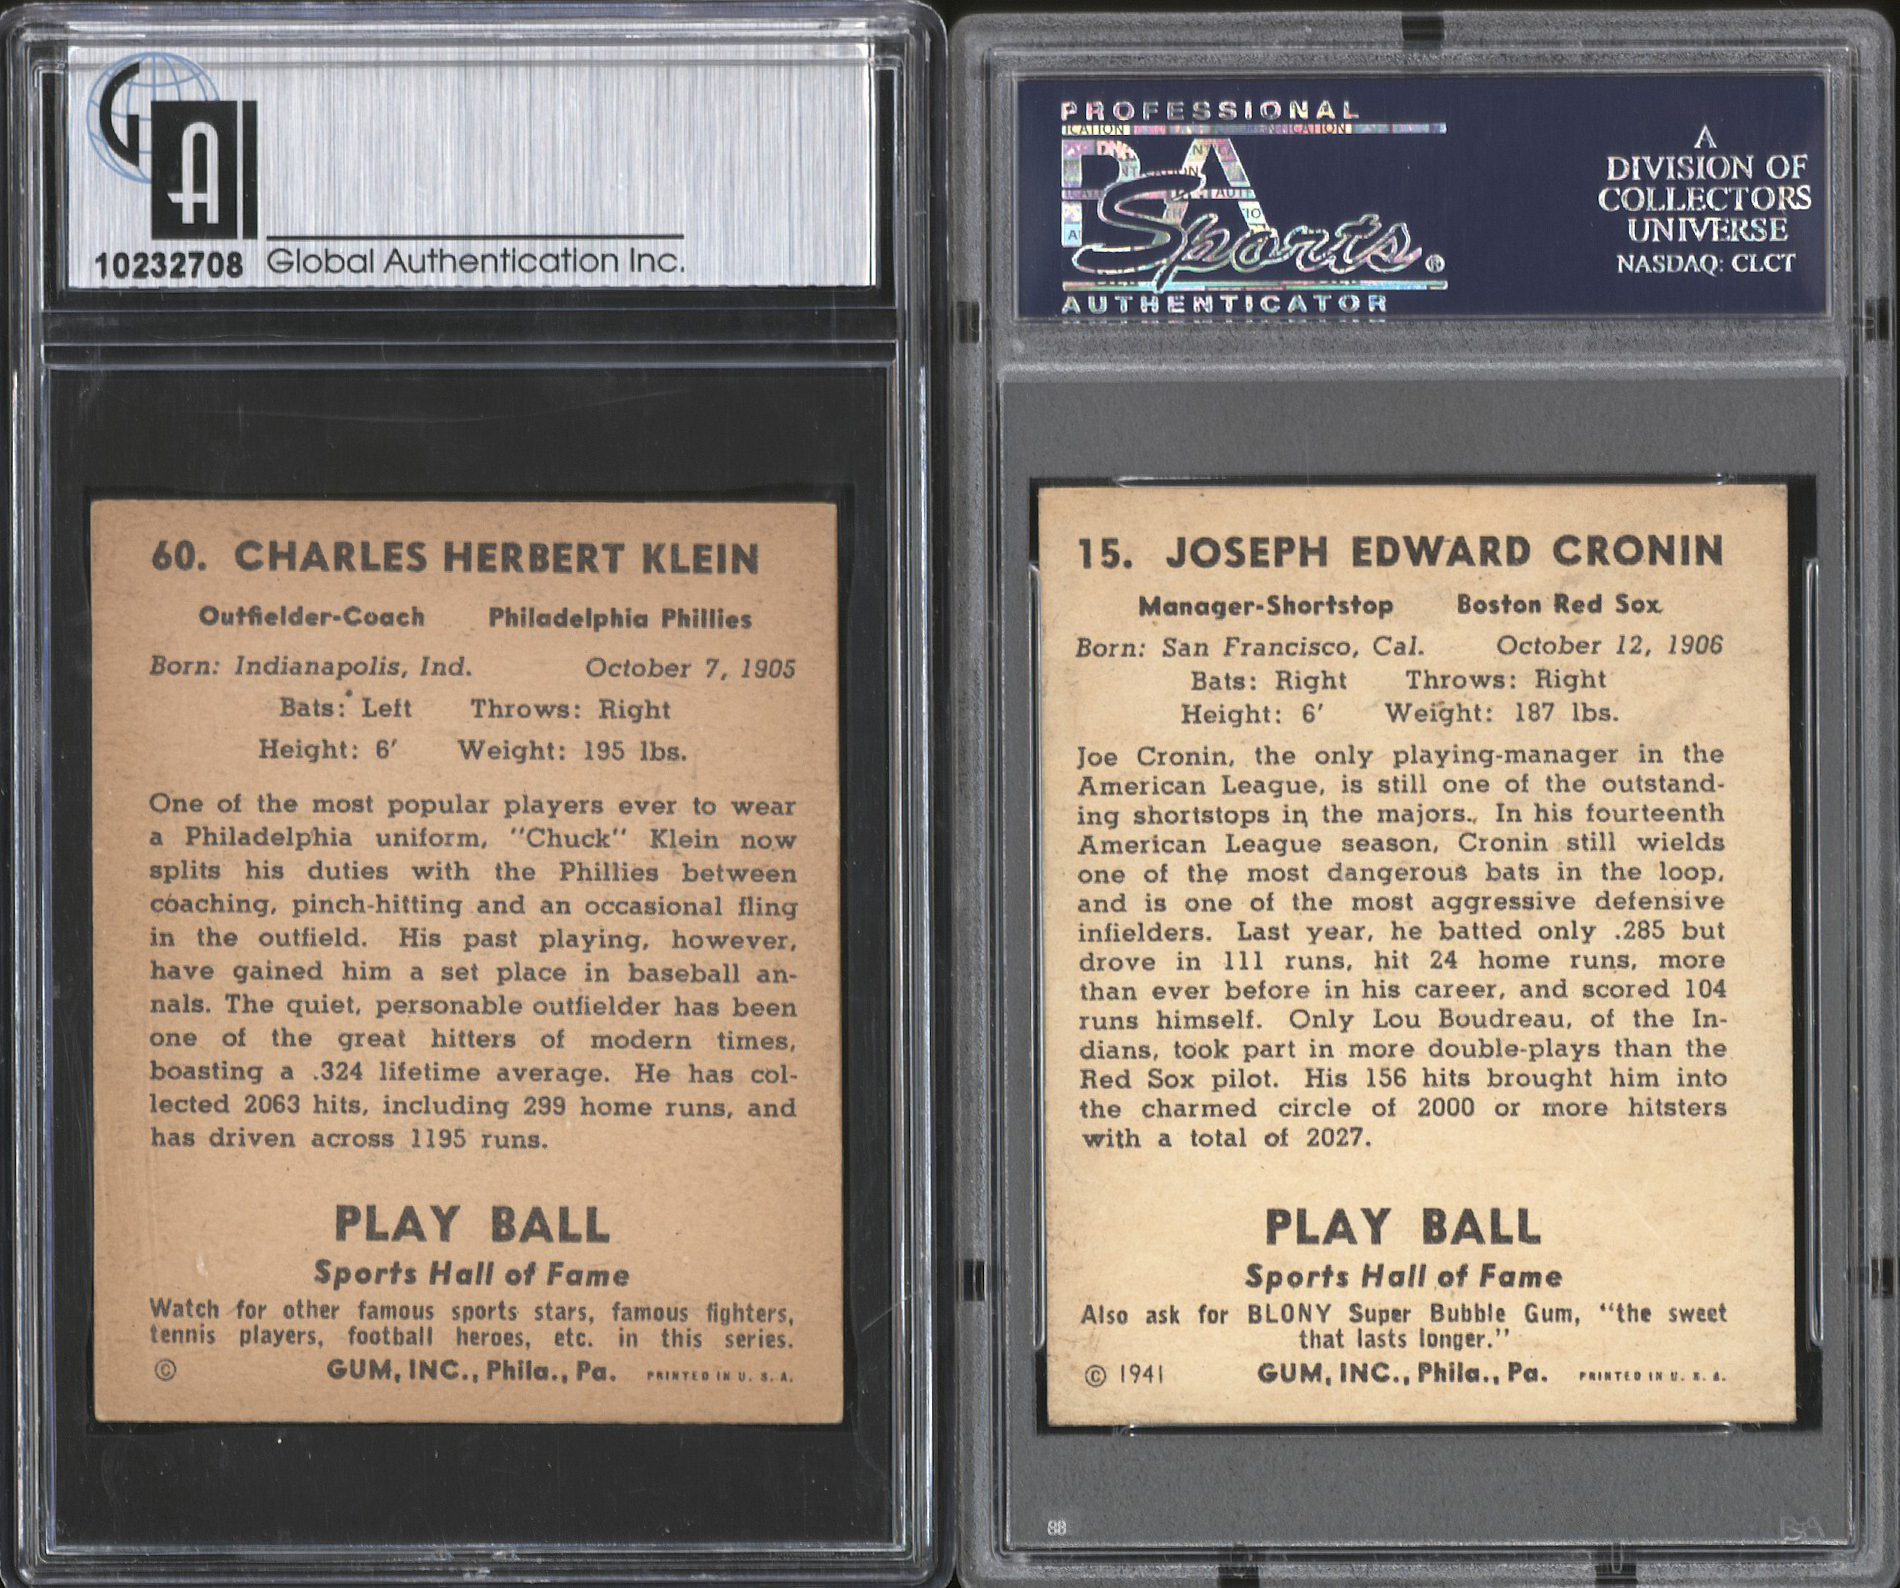 GA
10232708 Global Authentication Inc.
60. CHARLES HERBERT KLEIN
Outfielder-Coach Philadelphia Phillies
Born: Indianapolis, Ind. October 7, 1905
Bats: Left Throws: Right
Height: 6′ Weight: 195 lbs.
One of the most popular players ever to wear
a Philadelphia uniform, "Chuck" Klein now
splits his duties with the Phillies between
coaching, pinch-hitting and an occasional fling
in the outfield. His past playing, however,
have gained him a set place in baseball an-
nals. The quiet, personable outfielder has been
one of the great hitters of modern times,
boasting a .324 lifetime average. He has col-
lected 2063 hits, including 299 home runs, and
has driven across 1195 runs.
PLAY BALL
Sports Hall of Fame
Watch for other famous sports stars, famous fighters,
tennis players, football heroes, etc. in this series.
© GUM, INC., Phila., Pa. PRINTED IN U. S. A.
PROFESSIONAL
PSA
Sports®
AUTHENTICATOR
A
DIVISION OF
COLLECTORS
UNIVERSE
NASDAQ: CLCT
15. JOSEPH EDWARD CRONIN
Manager-Shortstop Boston Red Sox
Born: San Francisco, Cal. October 12, 1906
Bats: Right Throws: Right
Height: 6′ Weight: 187 lbs.
Joe Cronin, the only playing-manager in the
American League, is still one of the outstand-
ing shortstops in the majors. In his fourteenth
American League season, Cronin still wields
one of the most dangerous bats in the loop,
and is one of the most aggressive defensive
infielders. Last year, he batted only .285 but
drove in 111 runs, hit 24 home runs, more
than ever before in his career, and scored 104
runs himself. Only Lou Boudreau, of the In-
dians, took part in more double-plays than the
Red Sox pilot. His 156 hits brought him into
the charmed circle of 2000 or more hitsters
with a total of 2027.
PLAY BALL
Sports Hall of Fame
Also ask for BLONY Super Bubble Gum, "the sweet
that lasts longer."
© 1941 GUM, INC., Phila., Pa. PRINTED IN U. S. A.
88 PSA